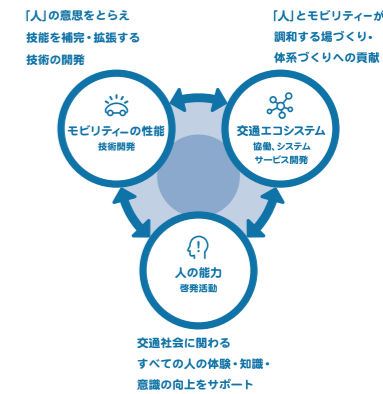 「人」の意思をとらえ
技能を補完・拡張する
技術の開発
「人」とモビリティーが
調和する場づくり・
体系づくりへの貢献
モビリティーの性能
技術開発
交通エコシステム
協働、システム
サービス開発
人の能力
啓発活動
交通社会に関わる
すべての人の体験・知識・
意識の向上をサポート